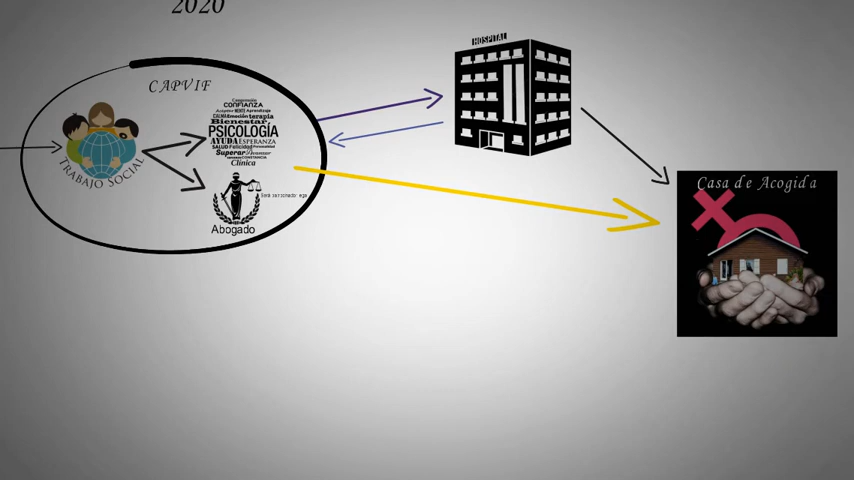 2020
HOSPITAL
CAPVIF
CONFIANZA
terapia
Bienestar
PSICOLOGÍA
AYUDA ESPERANZA
Superar
Clínica
TRABAJO SOCIAL
Abogado
Casa de Acogida